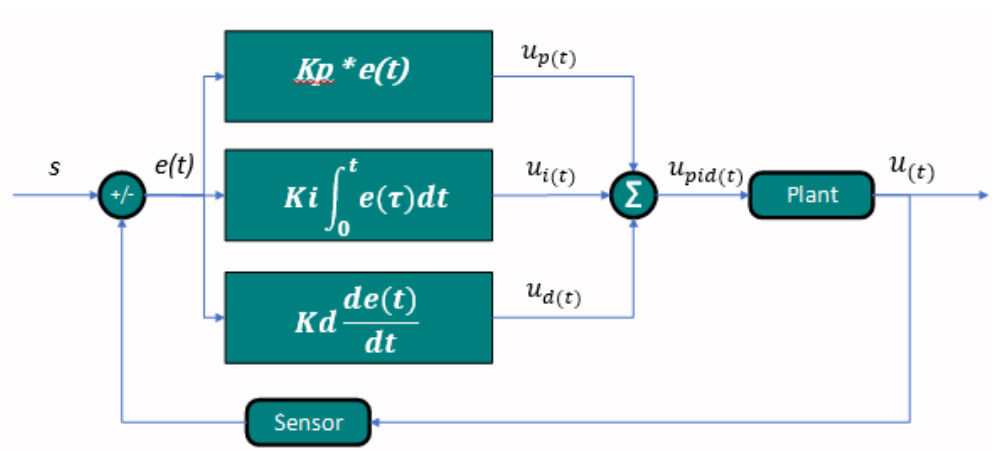 Kp * e(t)
u_p(t)
s
+/-
e(t)
Ki ∫_0^t e(τ)dt
u_i(t)
Σ
u_pid(t)
Plant
u_(t)
Kd de(t)/dt
u_d(t)
Sensor